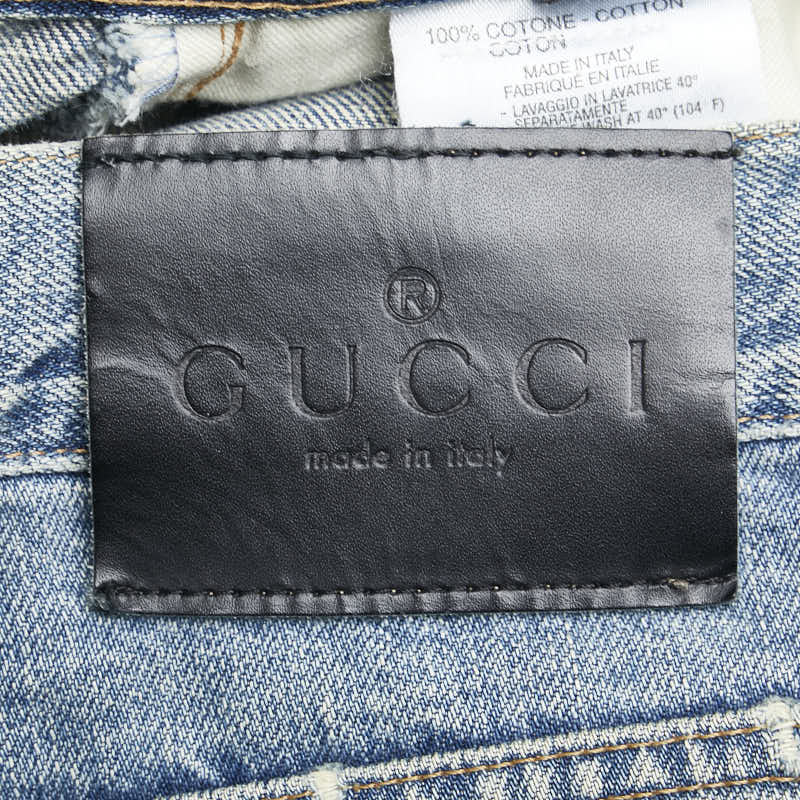 100% COTONE - COTTON
COTON
MADE IN ITALY
FABRIQUÉ EN ITALIE
- LAVAGGIO IN LAVATRICE 40°
SEPARATAMENTE
WASH AT 40° (104 F)
®
GUCCI
made in italy